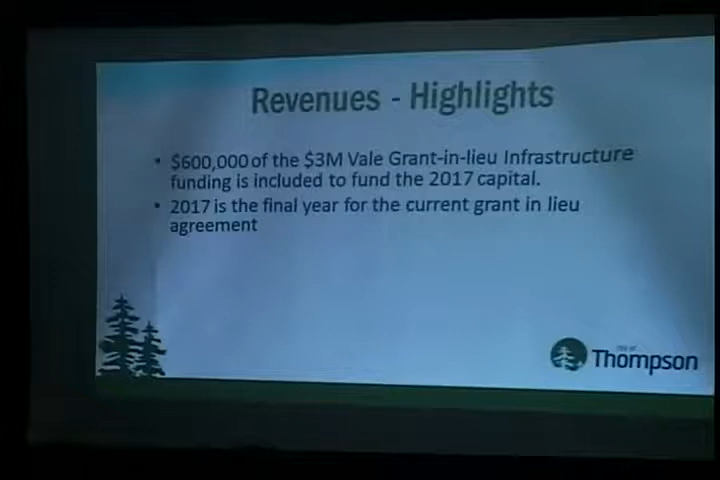 Revenues - Highlights
• $600,000 of the $3M Vale Grant-in-lieu Infrastructure
funding is included to fund the 2017 capital.
• 2017 is the final year for the current grant in lieu
agreement
Thompson